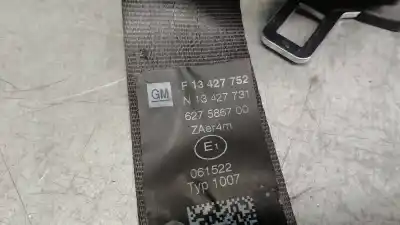 GM
F 13 427 752
N 13 427 731
627 5867 00
ZAer4m
E1
061522
Typ 1007